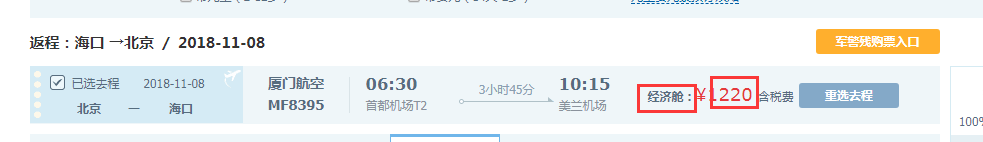 返程：海口 →北京 / 2018-11-08
军警残购票入口
已选去程 2018-11-08
北京 — 海口
厦门航空
MF8395
06:30
首都机场T2
3小时45分
10:15
美兰机场
经济舱：¥1220 含税费
重选去程
100%